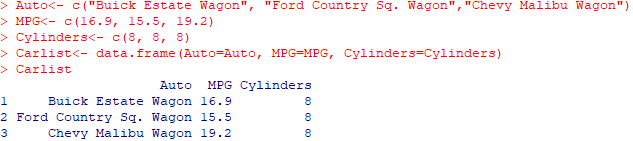 > Auto<- c("Buick Estate Wagon", "Ford Country Sq. Wagon","Chevy Malibu Wagon")
> MPG<- c(16.9, 15.5, 19.2)
> Cylinders<- c(8, 8, 8)
> Carlist<- data.frame(Auto=Auto, MPG=MPG, Cylinders=Cylinders)
> Carlist
                    Auto  MPG Cylinders
1     Buick Estate Wagon 16.9         8
2 Ford Country Sq. Wagon 15.5         8
3     Chevy Malibu Wagon 19.2         8